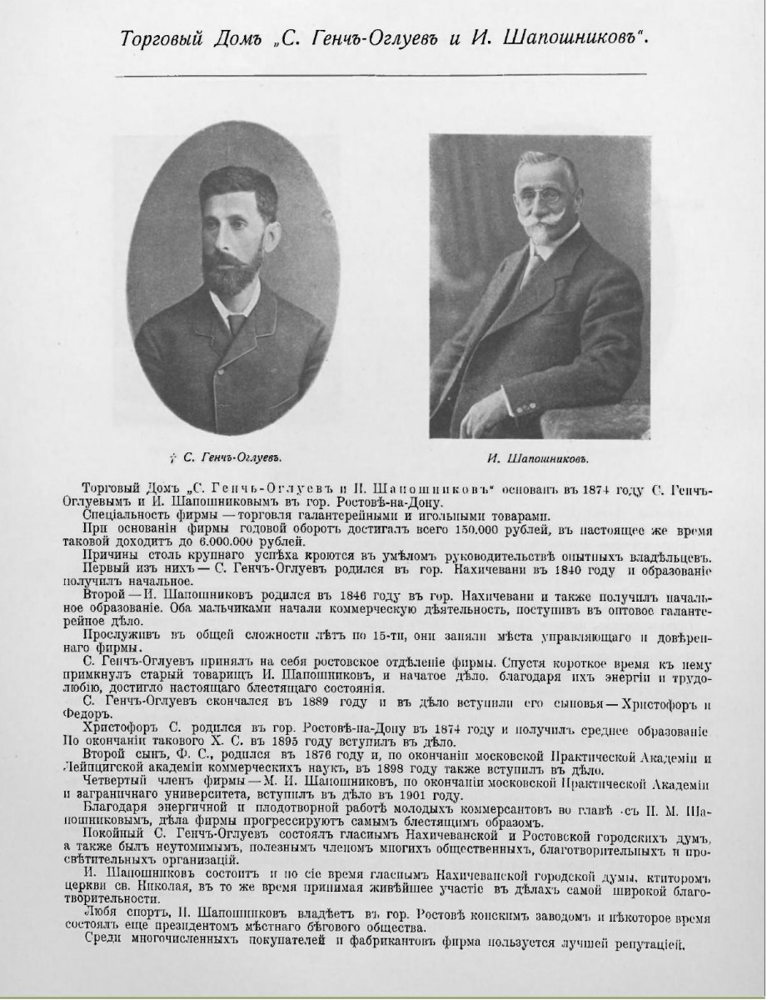 Торговый Домъ „С. Генчъ-Оглуевъ и И. Шапошниковъ“.
† С. Генчъ-Оглуевъ.
И. Шапошниковъ.
Торговый Домъ „С. Генчъ-Оглуевъ и И. Шапошниковъ“ основанъ въ 1874 году С. Генчъ-
Оглуевымъ и И. Шапошниковымъ въ гор. Ростовѣ-на-Дону.
Спеціальность фирмы — торговля галантерейными и игольными товарами.
При основаніи фирмы годовой оборотъ достигалъ всего 150.000 рублей, въ настоящее же время
таковой доходитъ до 6.000.000 рублей.
Причины столь крупнаго успѣха кроются въ умѣломъ руководительствѣ опытныхъ владѣльцевъ.
Первый изъ нихъ — С. Генчъ-Оглуевъ родился въ гор. Нахичевани въ 1840 году и образованіе
получилъ начальное.
Второй — И. Шапошниковъ родился въ 1846 году въ гор. Нахичевани и также получилъ началь-
ное образованіе. Оба мальчиками начали коммерческую дѣятельность, поступивъ въ оптовое галанте-
рейное дѣло.
Прослуживъ въ общей сложности лѣтъ по 15-ти, они заняли мѣста управляющаго и довѣрен-
наго фирмы.
С. Генчъ-Оглуевъ принялъ на себя ростовское отдѣленіе фирмы. Спустя короткое время къ нему
примкнулъ старый товарищъ И. Шапошниковъ, и начатое дѣло. благодаря ихъ энергіи и трудо-
любію, достигло настоящаго блестящаго состоянія.
С. Генчъ-Оглуевъ скончался въ 1889 году и въ дѣло вступили его сыновья — Христофоръ и
Федоръ.
Христофоръ С. родился въ гор. Ростовѣ-на-Дону въ 1874 году и получилъ среднее образованіе
По окончаніи такового Х. С. въ 1895 году вступилъ въ дѣло.
Второй сынъ, Ф. С., родился въ 1876 году и, по окончаніи московской Практической Академіи и
Лейпцигской академіи коммерческихъ наукъ, въ 1898 году также вступилъ въ дѣло.
Четвертый членъ фирмы — М. И. Шапошниковъ, по окончаніи московской Практической Академіи
и заграничнаго университета, вступилъ въ дѣло въ 1901 году.
Благодаря энергичной и плодотворной работѣ молодыхъ коммерсантовъ во главѣ съ И. М. Ша-
пошниковымъ, дѣла фирмы прогрессируютъ самымъ блестящимъ образомъ.
Покойный С. Генчъ-Оглуевъ состоялъ гласнымъ Нахичеванской и Ростовской городскихъ думъ,
а также былъ неутомимымъ, полезнымъ членомъ многихъ общественныхъ, благотворительныхъ и про-
свѣтительныхъ организацій.
И. Шапошниковъ состоитъ и по сіе время гласнымъ Нахичеванской городской думы, ктиторомъ
церкви св. Николая, въ то же время принимая живѣйшее участіе въ дѣлахъ самой широкой благо-
творительности.
Любя спортъ, И. Шапошниковъ владѣетъ въ гор. Ростовѣ конскимъ заводомъ и нѣкоторое время
состоялъ еще президентомъ мѣстнаго бѣгового общества.
Среди многочисленныхъ покупателей и фабрикантовъ фирма пользуется лучшей репутаціей.